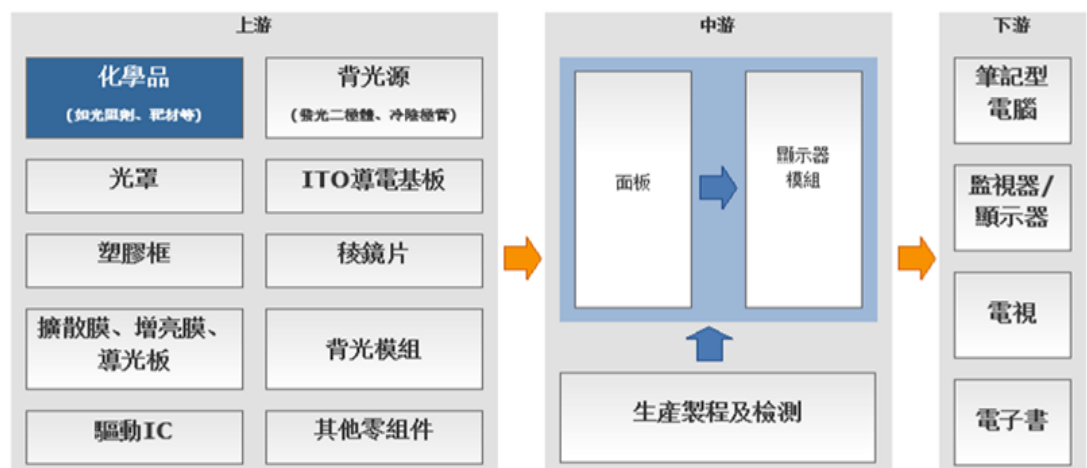 上游
化學品
(如光阻劑、靶材等)
背光源
(發光二極體、冷陰極管)
光罩
ITO導電基板
塑膠框
稜鏡片
擴散膜、增亮膜、
導光板
背光模組
驅動IC
其他零組件
中游
面板
顯示器
模組
生產製程及檢測
下游
筆記型
電腦
監視器/
顯示器
電視
電子書